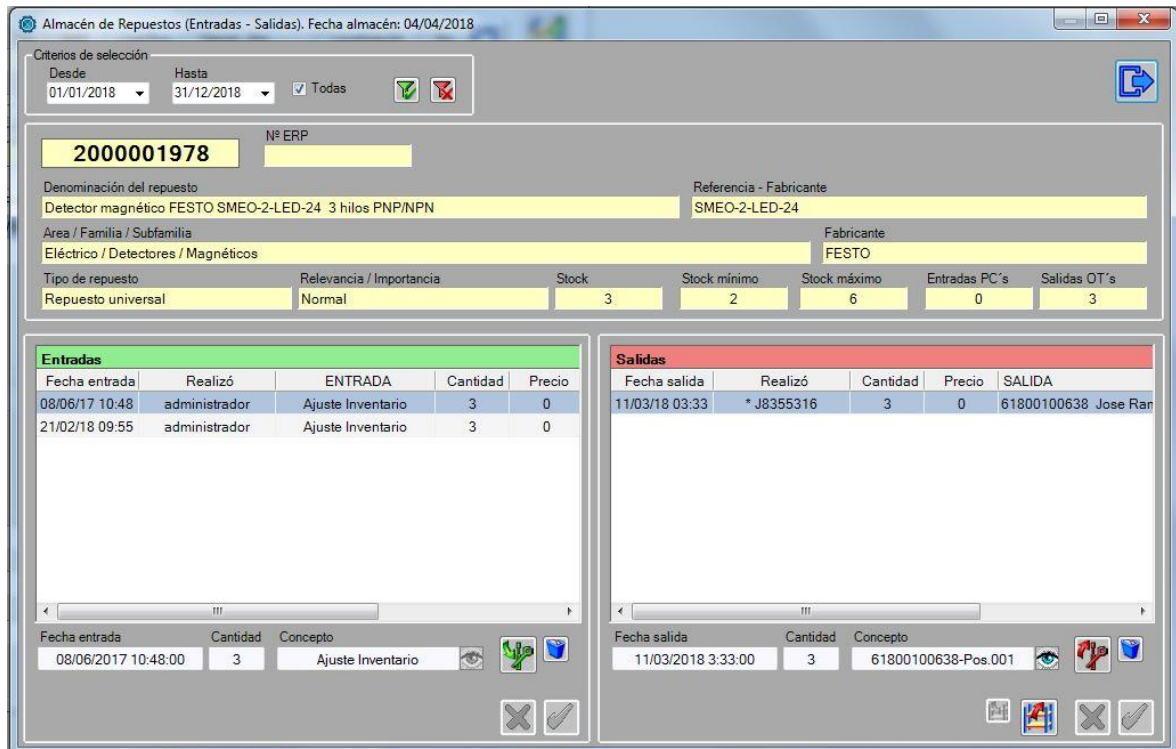 Almacén de Repuestos (Entradas - Salidas). Fecha almacén: 04/04/2018
Criterios de selección
Desde Hasta
01/01/2018 31/12/2018 Todas
Nº ERP
2000001978
Denominación del repuesto Referencia - Fabricante
Detector magnético FESTO SMEO-2-LED-24 3 hilos PNP/NPN SMEO-2-LED-24
Area / Familia / Subfamilia Fabricante
Eléctrico / Detectores / Magnéticos FESTO
Tipo de repuesto Relevancia / Importancia Stock Stock mínimo Stock máximo Entradas PC´s Salidas OT´s
Repuesto universal Normal 3 2 6 0 3
Entradas
Fecha entrada Realizó ENTRADA Cantidad Precio
08/06/17 10:48 administrador Ajuste Inventario 3 0
21/02/18 09:55 administrador Ajuste Inventario 3 0
Fecha entrada Cantidad Concepto
08/06/2017 10:48:00 3 Ajuste Inventario
Salidas
Fecha salida Realizó Cantidad Precio SALIDA
11/03/18 03:33 * J8355316 3 0 61800100638 Jose Ran
Fecha salida Cantidad Concepto
11/03/2018 3:33:00 3 61800100638-Pos.001